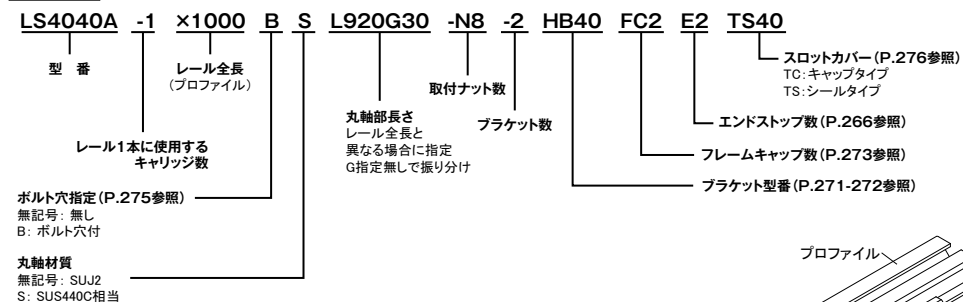 LS4040A -1 ×1000 B S L920G30 -N8 -2 HB40 FC2 E2 TS40
型 番
レール全長
(プロファイル)
レール1本に使用する
キャリッジ数
ボルト穴指定(P.275参照)
無記号: 無し
B: ボルト穴付
丸軸材質
無記号: SUJ2
S: SUS440C相当
丸軸部長さ
レール全長と
異なる場合に指定
G指定無しで振り分け
取付ナット数
ブラケット数
スロットカバー(P.276参照)
TC:キャップタイプ
TS:シールタイプ
エンドストップ数(P.266参照)
フレームキャップ数(P.273参照)
ブラケット型番(P.271-272参照)
プロファイル